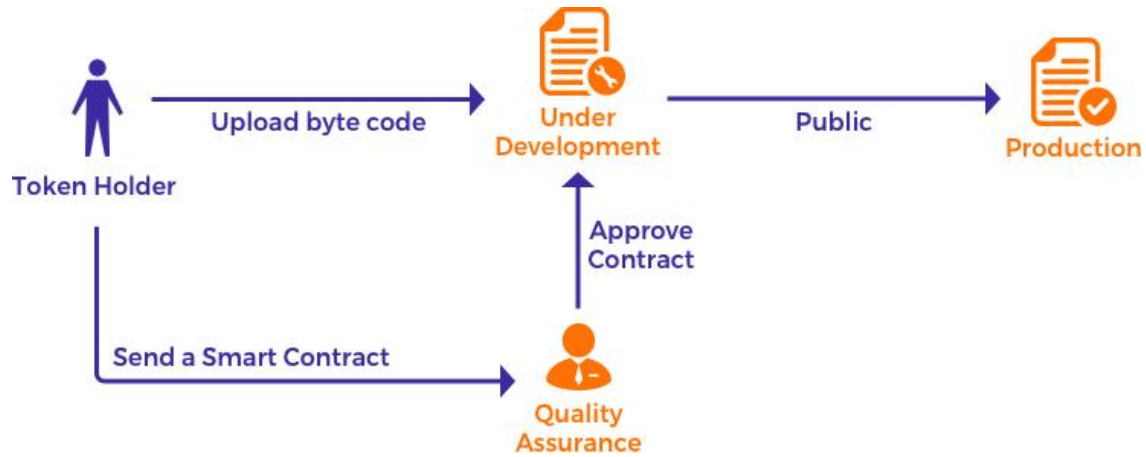 Upload byte code
Under
Development
Public
Production
Token Holder
Approve
Contract
Send a Smart Contract
Quality
Assurance